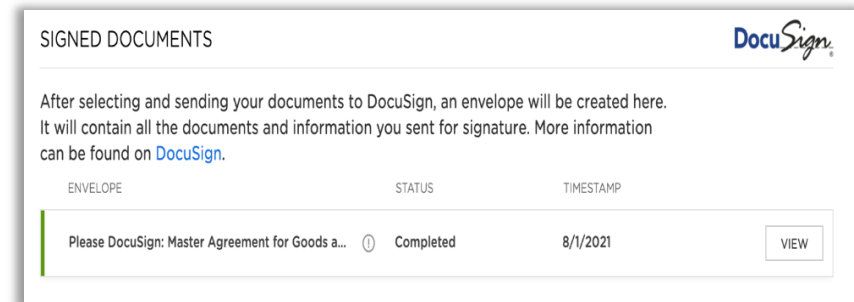 SIGNED DOCUMENTS
DocuSign
After selecting and sending your documents to DocuSign, an envelope will be created here.
It will contain all the documents and information you sent for signature. More information
can be found on DocuSign.
ENVELOPE STATUS TIMESTAMP
Please DocuSign: Master Agreement for Goods a... Completed 8/1/2021 VIEW